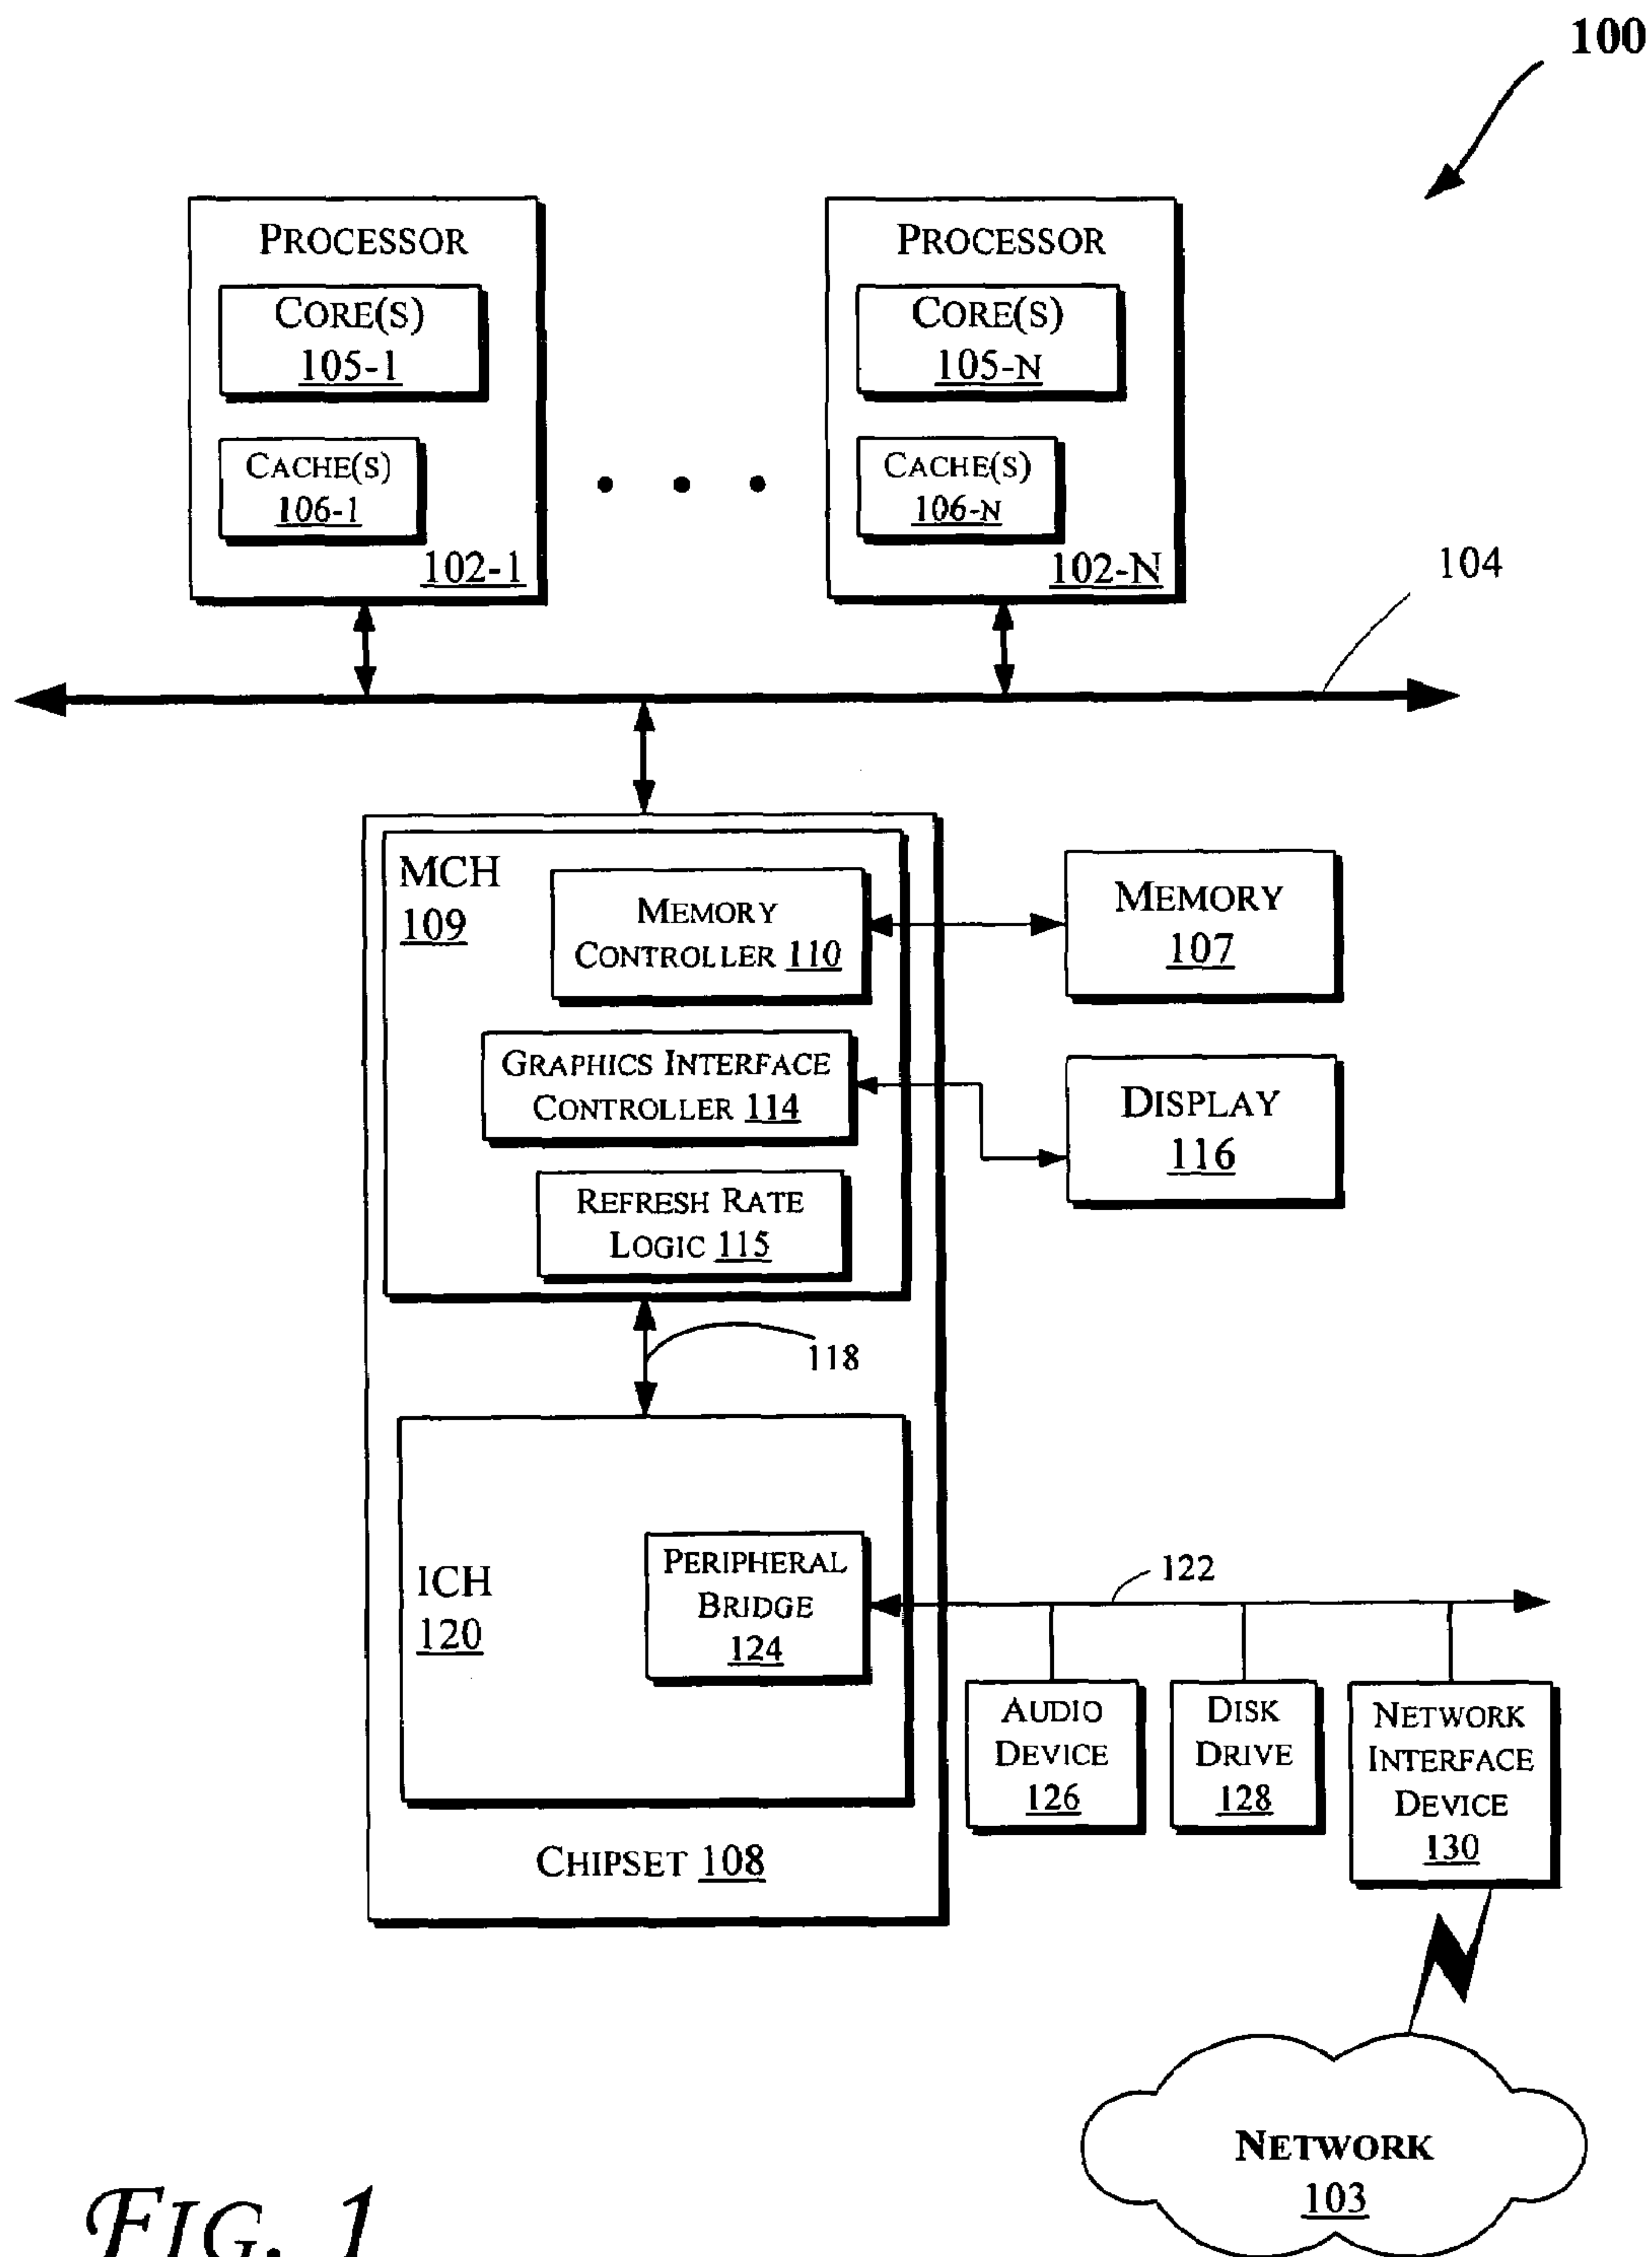 100
PROCESSOR
CORE(S)
105-1
CACHE(S)
106-1
102-1
PROCESSOR
CORE(S)
105-N
CACHE(S)
106-N
102-N
104
MCH
109
MEMORY
CONTROLLER 110
GRAPHICS INTERFACE
CONTROLLER 114
REFRESH RATE
LOGIC 115
MEMORY
107
DISPLAY
116
118
ICH
120
PERIPHERAL
BRIDGE
124
122
AUDIO
DEVICE
126
DISK
DRIVE
128
NETWORK
INTERFACE
DEVICE
130
CHIPSET 108
NETWORK
103
FIG. 1